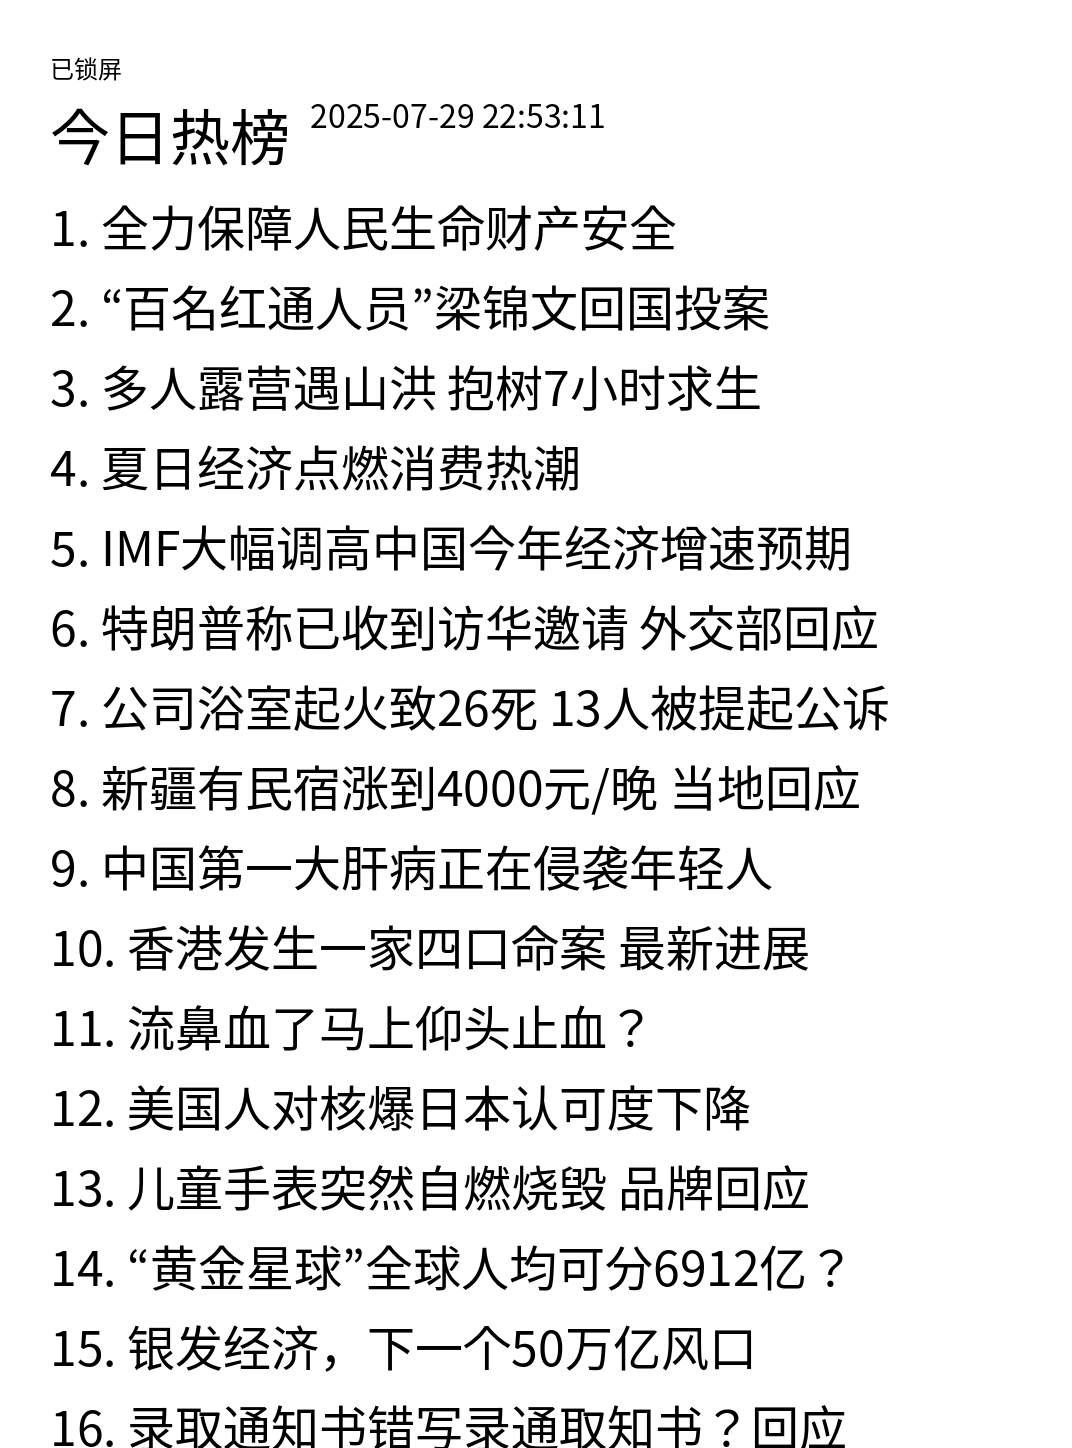 已锁屏
今日热榜 2025-07-29 22:53:11
1. 全力保障人民生命财产安全
2. “百名红通人员”梁锦文回国投案
3. 多人露营遇山洪 抱树7小时求生
4. 夏日经济点燃消费热潮
5. IMF大幅调高中国今年经济增速预期
6. 特朗普称已收到访华邀请 外交部回应
7. 公司浴室起火致26死 13人被提起公诉
8. 新疆有民宿涨到4000元/晚 当地回应
9. 中国第一大肝病正在侵袭年轻人
10. 香港发生一家四口命案 最新进展
11. 流鼻血了马上仰头止血？
12. 美国人对核爆日本认可度下降
13. 儿童手表突然自燃烧毁 品牌回应
14. “黄金星球”全球人均可分6912亿？
15. 银发经济，下一个50万亿风口
16. 录取通知书错写录通取知书？回应